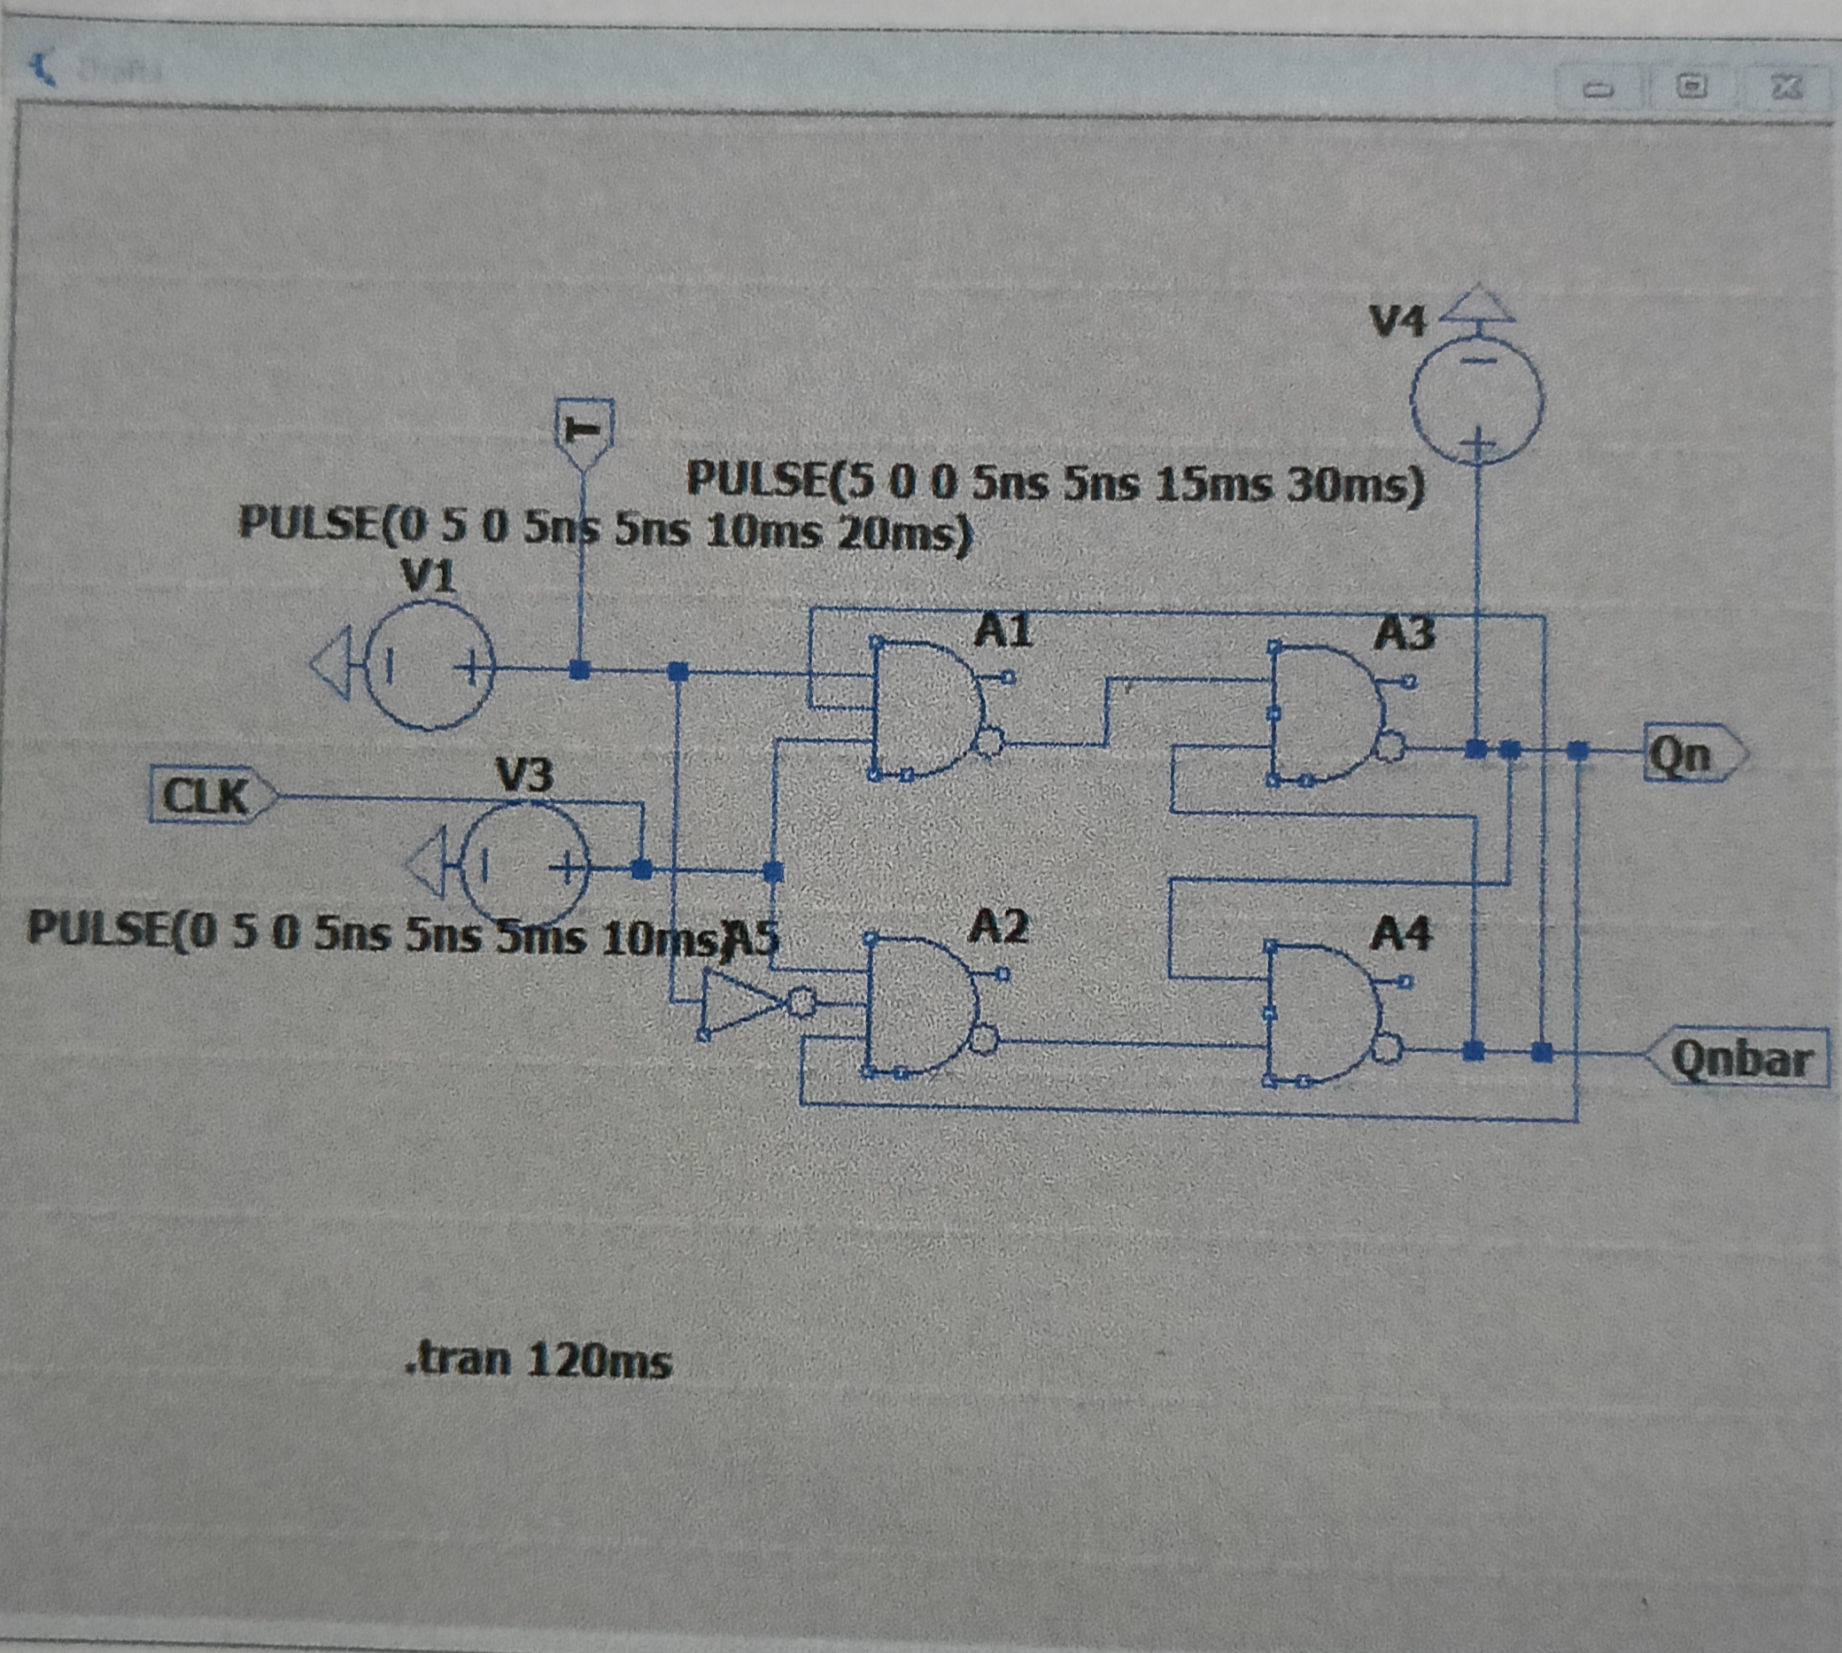 Draft1
V4
T
PULSE(5 0 0 5ns 5ns 15ms 30ms)
PULSE(0 5 0 5ns 5ns 10ms 20ms)
V1
A1
A3
Qn
CLK
V3
PULSE(0 5 0 5ns 5ns 5ms 10ms)
A5
A2
A4
Qnbar
.tran 120ms